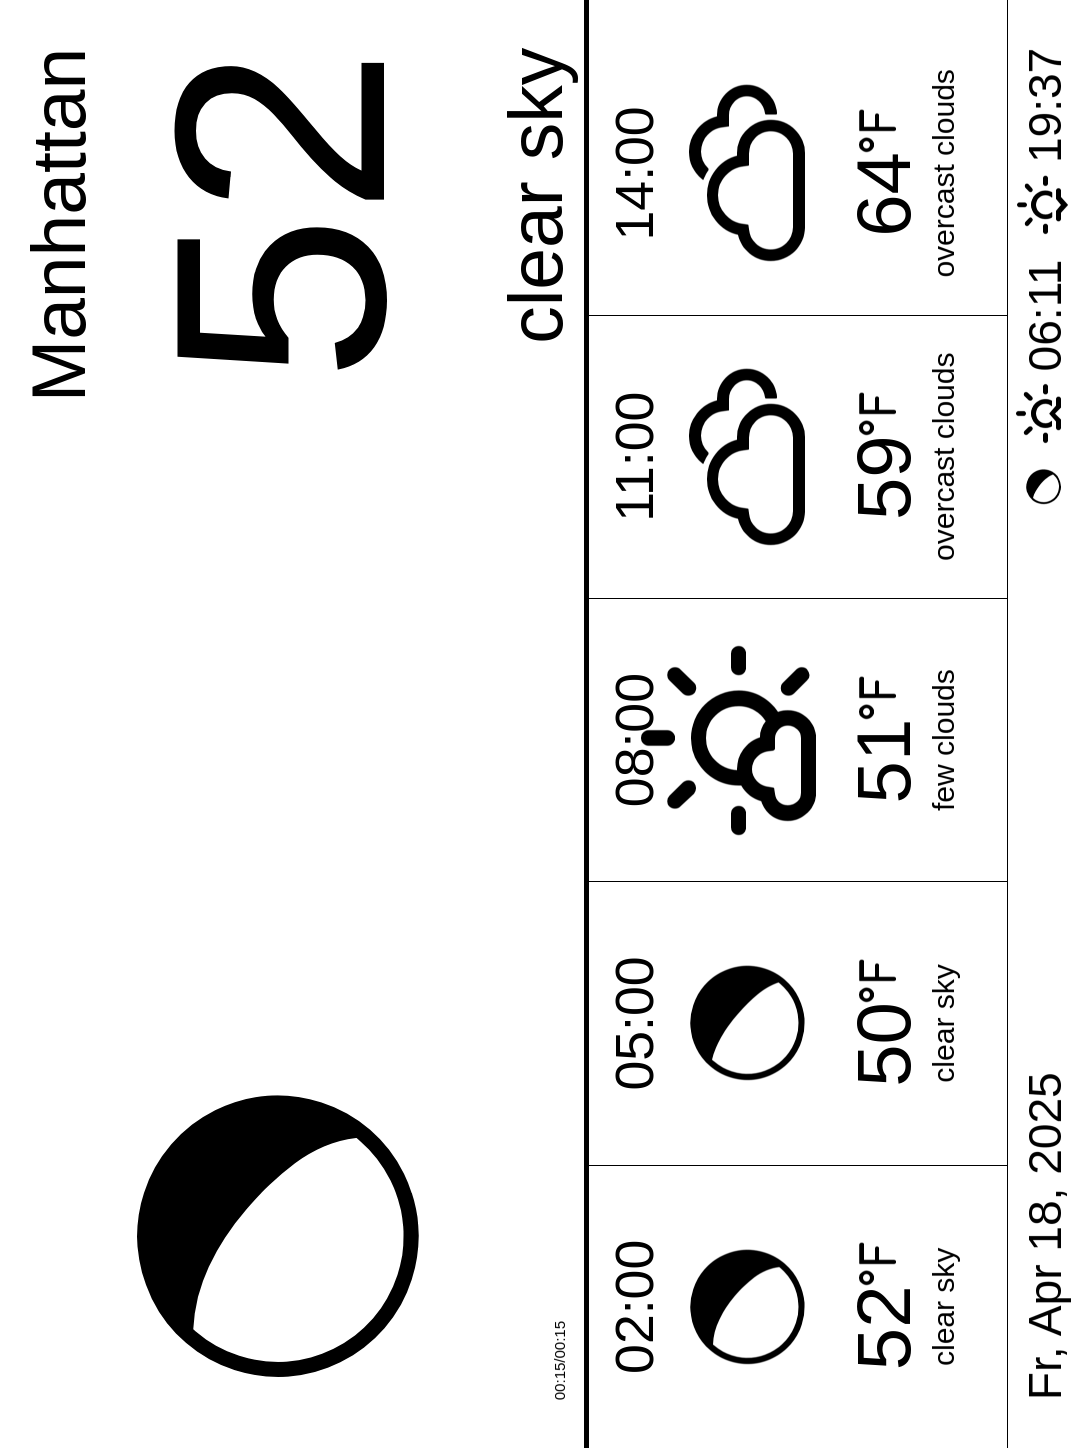 Manhattan
52
clear sky
00:15/00:15
02:00 05:00 08:00 11:00 14:00
52°F 50°F 51°F 59°F 64°F
clear sky clear sky few clouds overcast clouds overcast clouds
Fr, Apr 18, 2025 06:11 19:37